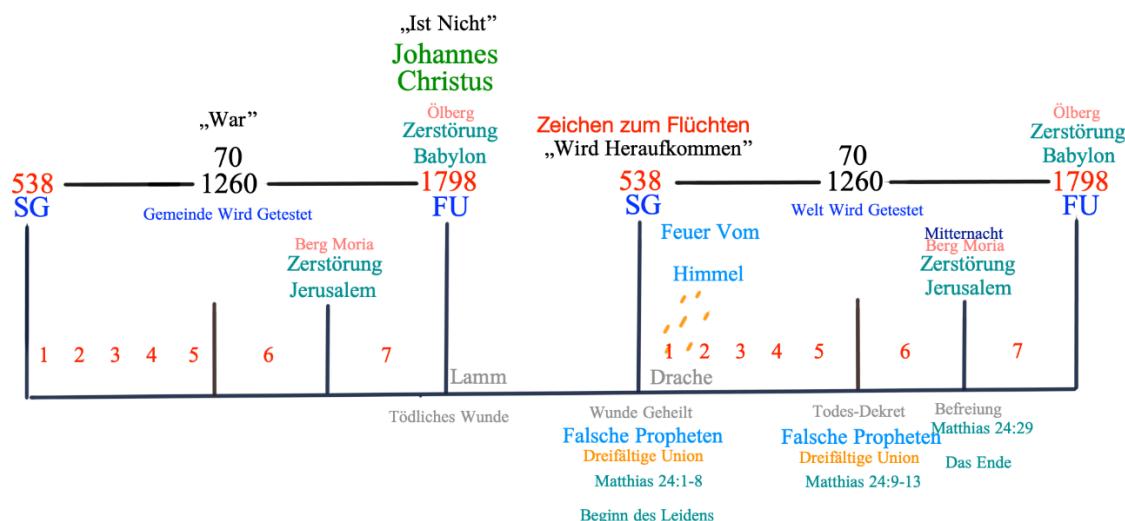 „Ist Nicht”
Johannes
Christus
Ölberg
Zerstörung
Babylon
„War”
70
538
1260
1798
SG
Gemeinde Wird Getestet
FU
Berg Moria
Zerstörung
Jerusalem
1 2 3 4 5 6 7
Lamm
Tödliches Wunde
Zeichen zum Flüchten
„Wird Heraufkommen”
Ölberg
Zerstörung
Babylon
70
538
1260
1798
SG
Welt Wird Getestet
FU
Feuer Vom
Himmel
Mitternacht
Berg Moria
Zerstörung
Jerusalem
1 2 3 4 5 6 7
Drache
Wunde Geheilt
Falsche Propheten
Dreifältige Union
Matthias 24:1-8
Beginn des Leidens
Todes-Dekret
Falsche Propheten
Dreifältige Union
Matthias 24:9-13
Befreiung
Matthias 24:29
Das Ende